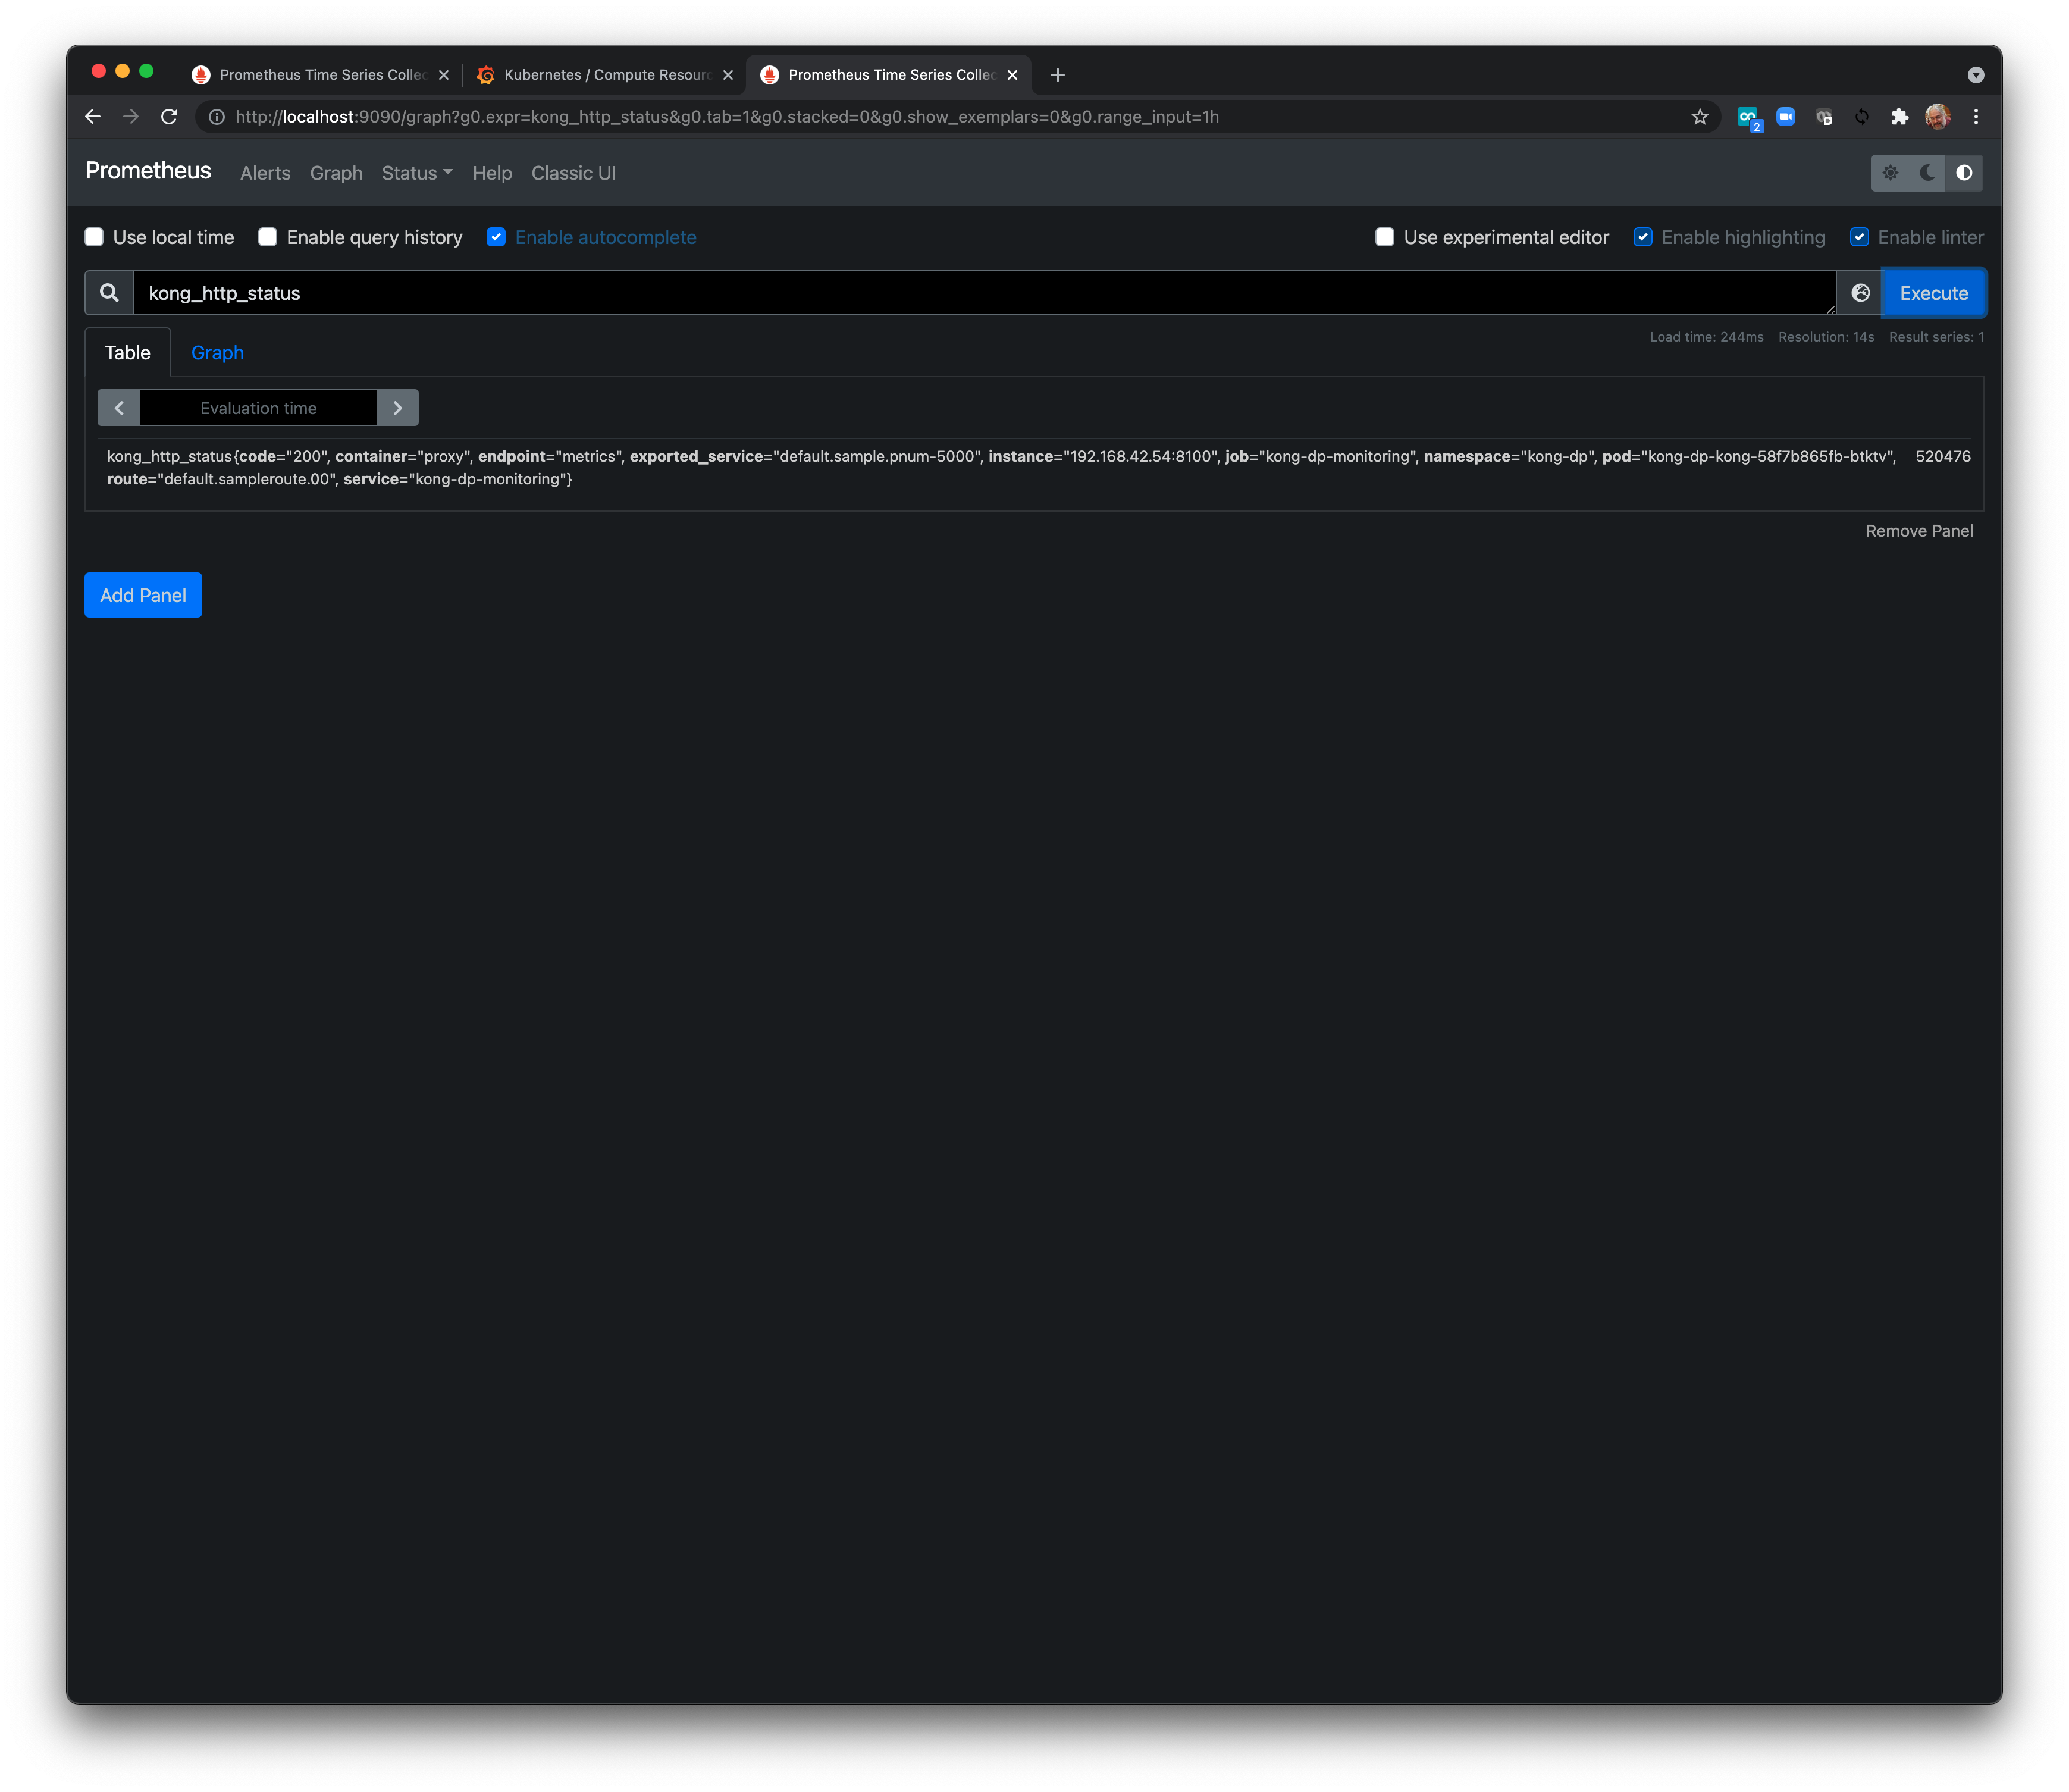 Prometheus Time Series Collec
Kubernetes / Compute Resourc
Prometheus Time Series Collec
http://localhost:9090/graph?g0.expr=kong_http_status&g0.tab=1&g0.stacked=0&g0.show_exemplars=0&g0.range_input=1h
2
Prometheus Alerts Graph Status Help Classic UI
Use local time Enable query history Enable autocomplete Use experimental editor Enable highlighting Enable linter
kong_http_status Execute
Load time: 244ms Resolution: 14s Result series: 1
Table Graph
Evaluation time
kong_http_status{code="200", container="proxy", endpoint="metrics", exported_service="default.sample.pnum-5000", instance="192.168.42.54:8100", job="kong-dp-monitoring", namespace="kong-dp", pod="kong-dp-kong-58f7b865fb-btktv", 520476
route="default.sampleroute.00", service="kong-dp-monitoring"}
Remove Panel
Add Panel